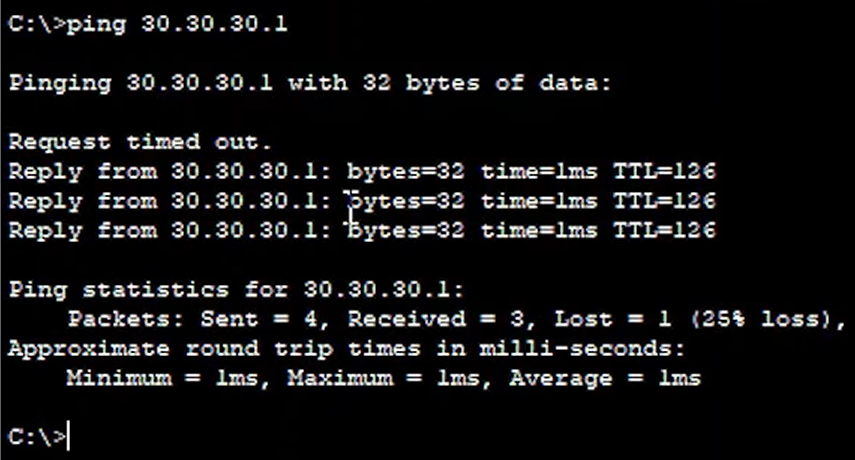 C:\>ping 30.30.30.1
Pinging 30.30.30.1 with 32 bytes of data:
Request timed out.
Reply from 30.30.30.1: bytes=32 time=1ms TTL=126
Reply from 30.30.30.1: bytes=32 time=1ms TTL=126
Reply from 30.30.30.1: bytes=32 time=1ms TTL=126
Ping statistics for 30.30.30.1:
Packets: Sent = 4, Received = 3, Lost = 1 (25% loss),
Approximate round trip times in milli-seconds:
Minimum = 1ms, Maximum = 1ms, Average = 1ms
C:\>